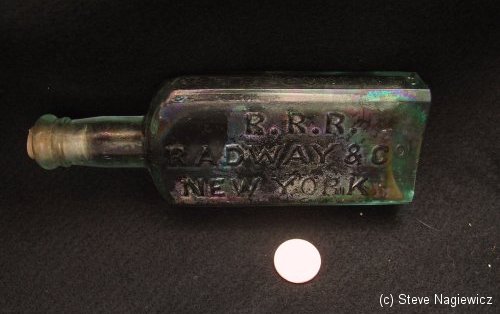 R.R.R.
RADWAY & Co
NEW YORK
(c) Steve Nagiewicz